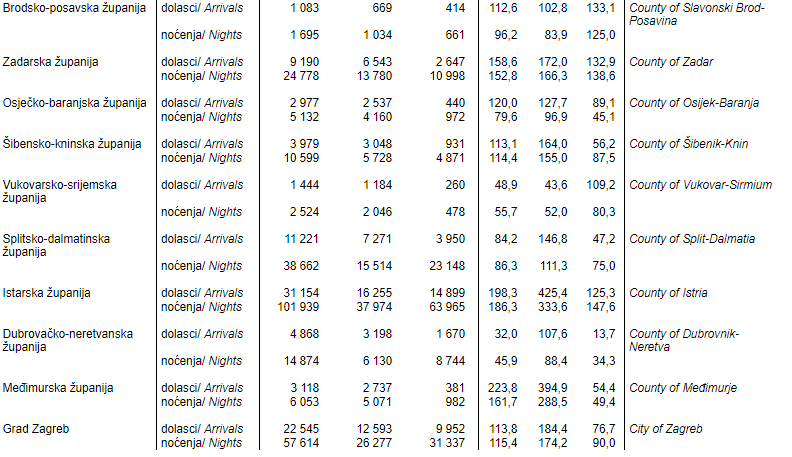 Brodsko-posavska županija dolasci/ Arrivals 1 083 669 414 112,6 102,8 133,1 County of Slavonski Brod-
Posavina
noćenja/ Nights 1 695 1 034 661 96,2 83,9 125,0
Zadarska županija dolasci/ Arrivals 9 190 6 543 2 647 158,6 172,0 132,9 County of Zadar
noćenja/ Nights 24 778 13 780 10 998 152,8 166,3 138,6
Osječko-baranjska županija dolasci/ Arrivals 2 977 2 537 440 120,0 127,7 89,1 County of Osijek-Baranja
noćenja/ Nights 5 132 4 160 972 79,6 96,9 45,1
Šibensko-kninska županija dolasci/ Arrivals 3 979 3 048 931 113,1 164,0 56,2 County of Šibenik-Knin
noćenja/ Nights 10 599 5 728 4 871 114,4 155,0 87,5
Vukovarsko-srijemska dolasci/ Arrivals 1 444 1 184 260 48,9 43,6 109,2 County of Vukovar-Sirmium
županija
noćenja/ Nights 2 524 2 046 478 55,7 52,0 80,3
Splitsko-dalmatinska dolasci/ Arrivals 11 221 7 271 3 950 84,2 146,8 47,2 County of Split-Dalmatia
županija
noćenja/ Nights 38 662 15 514 23 148 86,3 111,3 75,0
Istarska županija dolasci/ Arrivals 31 154 16 255 14 899 198,3 425,4 125,3 County of Istria
noćenja/ Nights 101 939 37 974 63 965 186,3 333,6 147,6
Dubrovačko-neretvanska dolasci/ Arrivals 4 868 3 198 1 670 32,0 107,6 13,7 County of Dubrovnik-
županija Neretva
noćenja/ Nights 14 874 6 130 8 744 45,9 88,4 34,3
Međimurska županija dolasci/ Arrivals 3 118 2 737 381 223,8 394,9 54,4 County of Međimurje
noćenja/ Nights 6 053 5 071 982 161,7 288,5 49,4
Grad Zagreb dolasci/ Arrivals 22 545 12 593 9 952 113,8 184,4 76,7 City of Zagreb
noćenja/ Nights 57 614 26 277 31 337 115,4 174,2 90,0